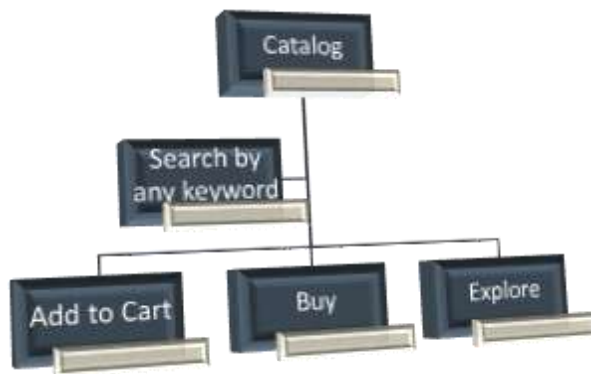 Catalog
Search by
any keyword
Add to Cart
Buy
Explore